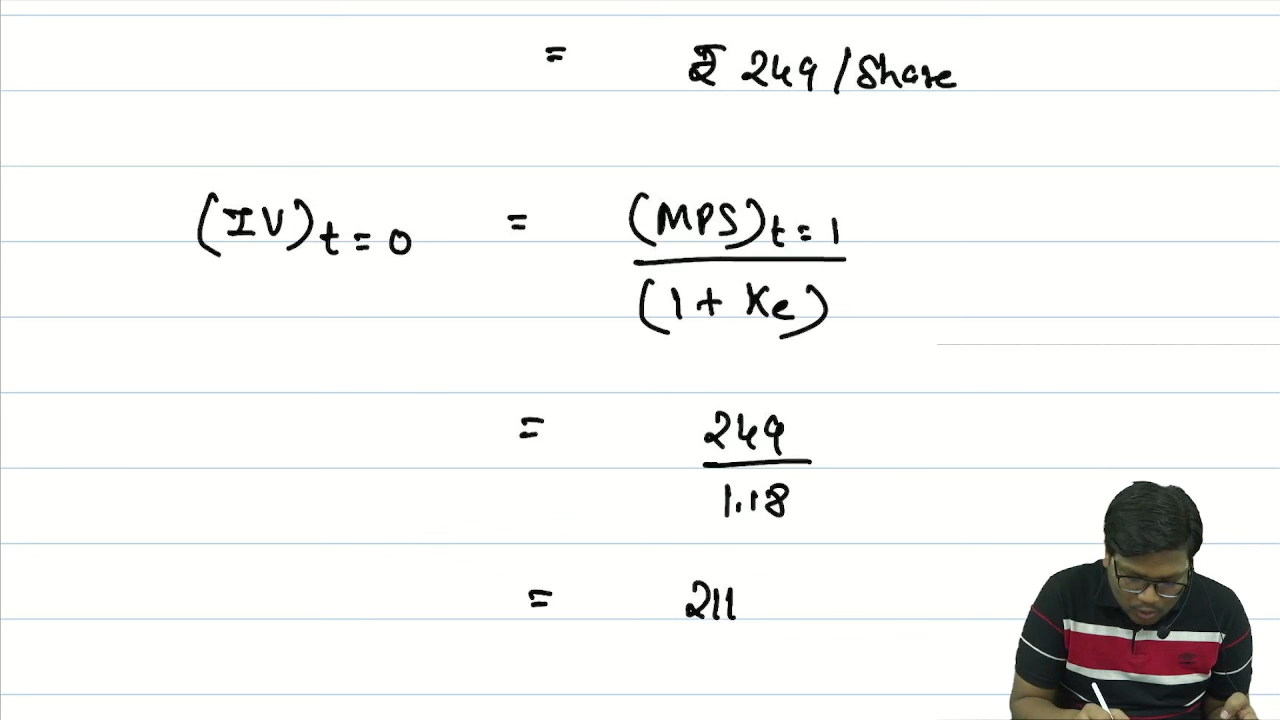 = ₹ 249 / Share
(IV)t=0 = (MPS)t=1
(1 + Ke)
= 249
1.18
= 211